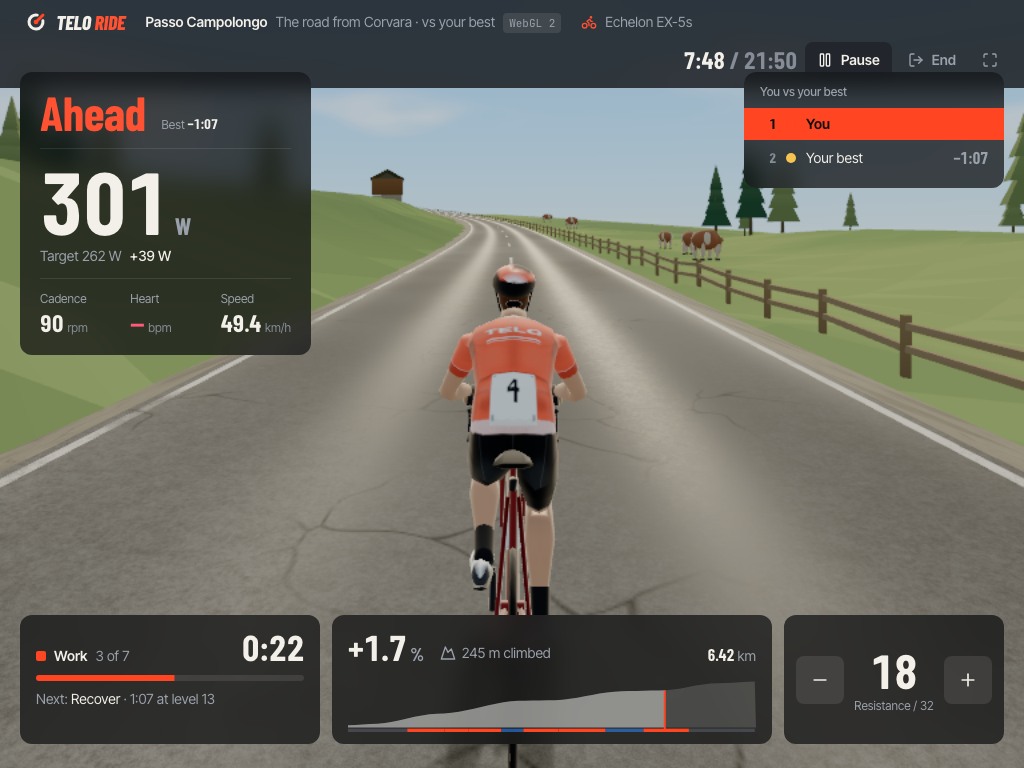 TELO RIDE Passo Campolongo The road from Corvara · vs your best WebGL 2 Echelon EX-5s
7:48 / 21:50 Pause End
Ahead Best −1:07
301 W
Target 262 W +39 W
Cadence Heart Speed
90 rpm – bpm 49.4 km/h
You vs your best
1 You
2 Your best −1:07
TELO
4
Work 3 of 7 0:22
Next: Recover · 1:07 at level 13
+1.7 % 245 m climbed 6.42 km
− 18 +
Resistance / 32